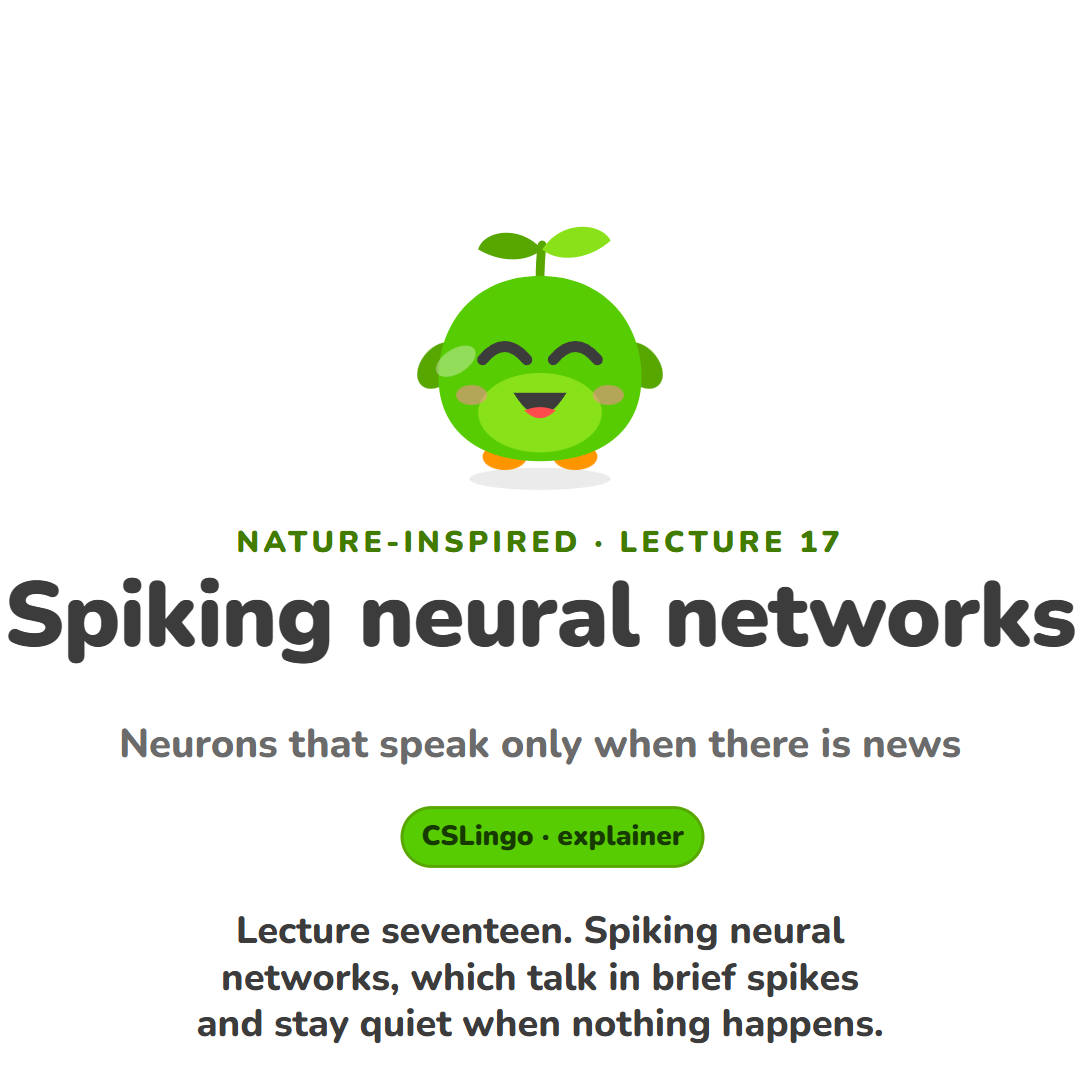 NATURE-INSPIRED · LECTURE 17
Spiking neural networks
Neurons that speak only when there is news
CSLingo · explainer
Lecture seventeen. Spiking neural
networks, which talk in brief spikes
and stay quiet when nothing happens.